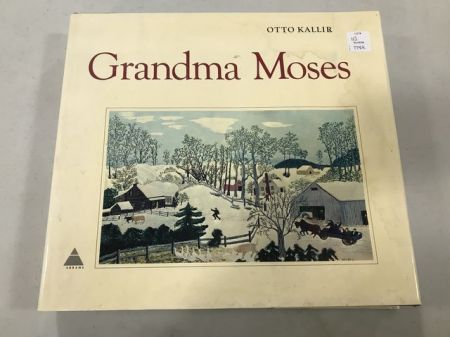 OTTO KALLIR
Grandma Moses
ABRAMS